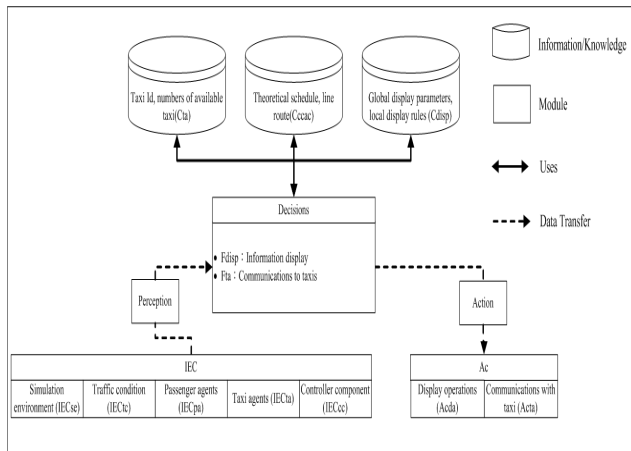 Taxi Id, numbers of available
taxi(Cta)
Theoretical schedule, line
route(Cccac)
Global display parameters,
local display rules (Cdisp)
Information/Knowledge
Module
Uses
Data Transfer
Decisions
• Fdisp：Information display
• Fta：Communications to taxis
Perception
Action
IEC
Simulation
environment (IECse)
Traffic condition
(IECtc)
Passenger agents
(IECpa)
Taxi agents (IECta)
Controller component
(IECcc)
Ac
Display operations
(Acda)
Communications with
taxi (Acta)